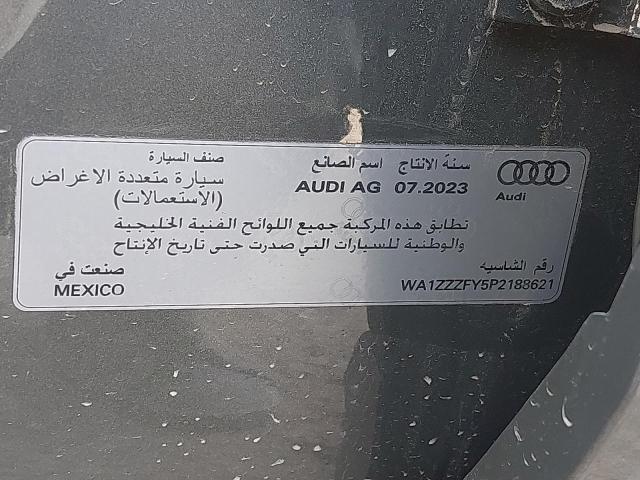 Audi
سنة الانتاج
07.2023
اسم الصانع
AUDI AG
صنف السيارة
سيارة متعددة الاغراض
(الاستعمالات)
تطابق هذه المركبة جميع اللوائح الفنية الخليجية
والوطنية للسيارات التي صدرت حتى تاريخ الإنتاج
رقم الشاسيه
WA1ZZZFY5P2188621
صنعت في
MEXICO